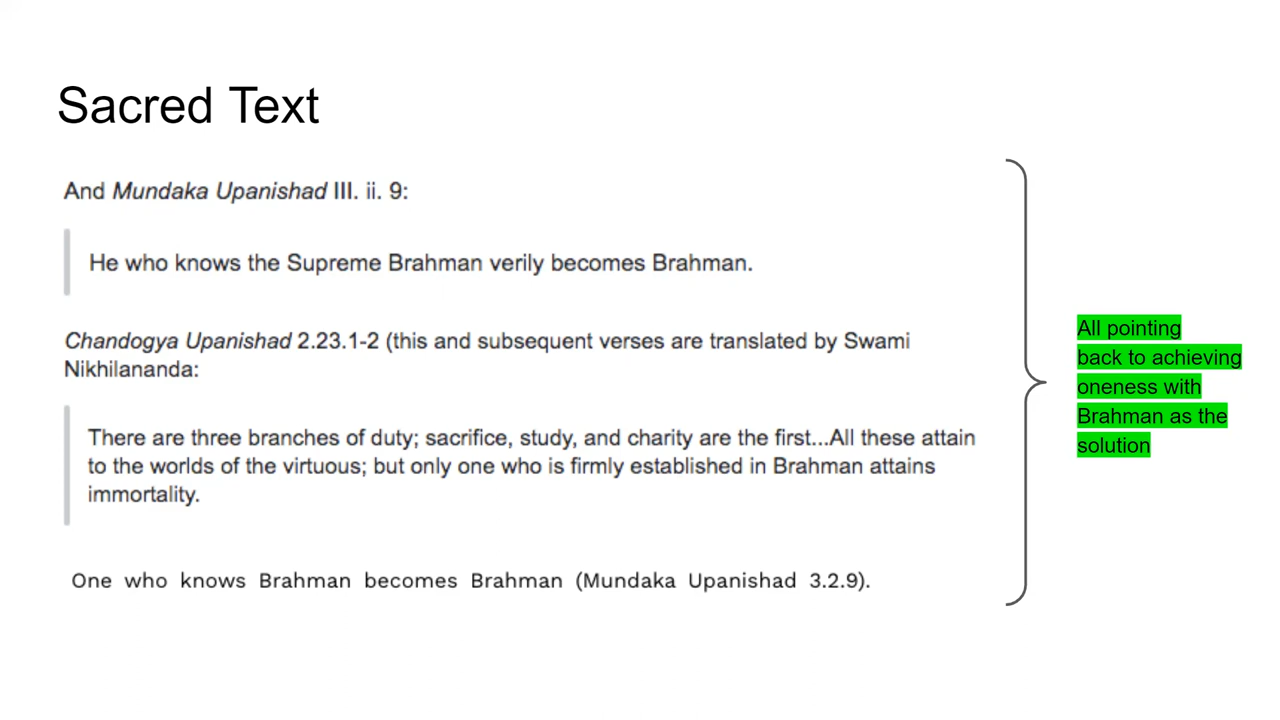 Sacred Text
And Mundaka Upanishad III. ii. 9:
He who knows the Supreme Brahman verily becomes Brahman.
Chandogya Upanishad 2.23.1-2 (this and subsequent verses are translated by Swami
Nikhilananda:
There are three branches of duty; sacrifice, study, and charity are the first...All these attain
to the worlds of the virtuous; but only one who is firmly established in Brahman attains
immortality.
One who knows Brahman becomes Brahman (Mundaka Upanishad 3.2.9).
All pointing
back to achieving
oneness with
Brahman as the
solution